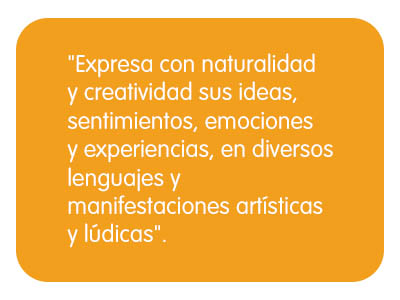 "Expresa con naturalidad
y creatividad sus ideas,
sentimientos, emociones
y experiencias, en diversos
lenguajes y
manifestaciones artísticas
y lúdicas".